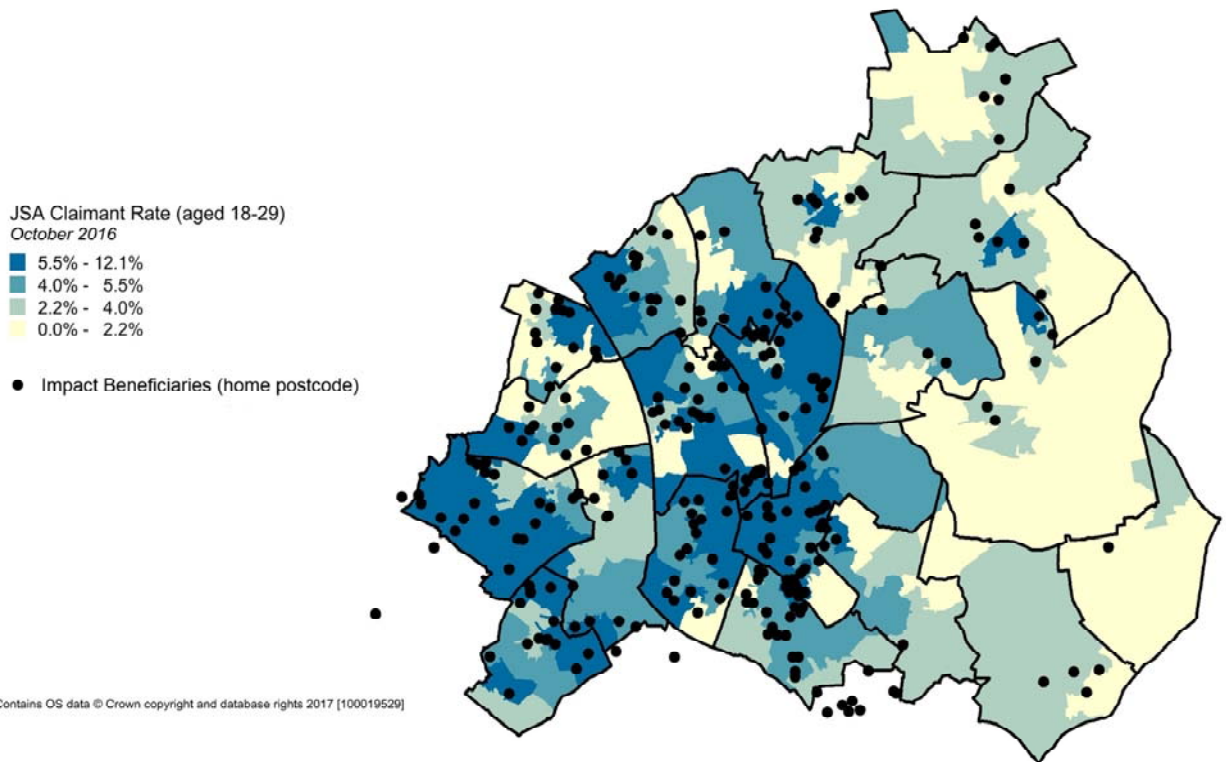 JSA Claimant Rate (aged 18-29)
October 2016
5.5% - 12.1%
4.0% - 5.5%
2.2% - 4.0%
0.0% - 2.2%
Impact Beneficiaries (home postcode)
Contains OS data © Crown copyright and database rights 2017 [100019529]